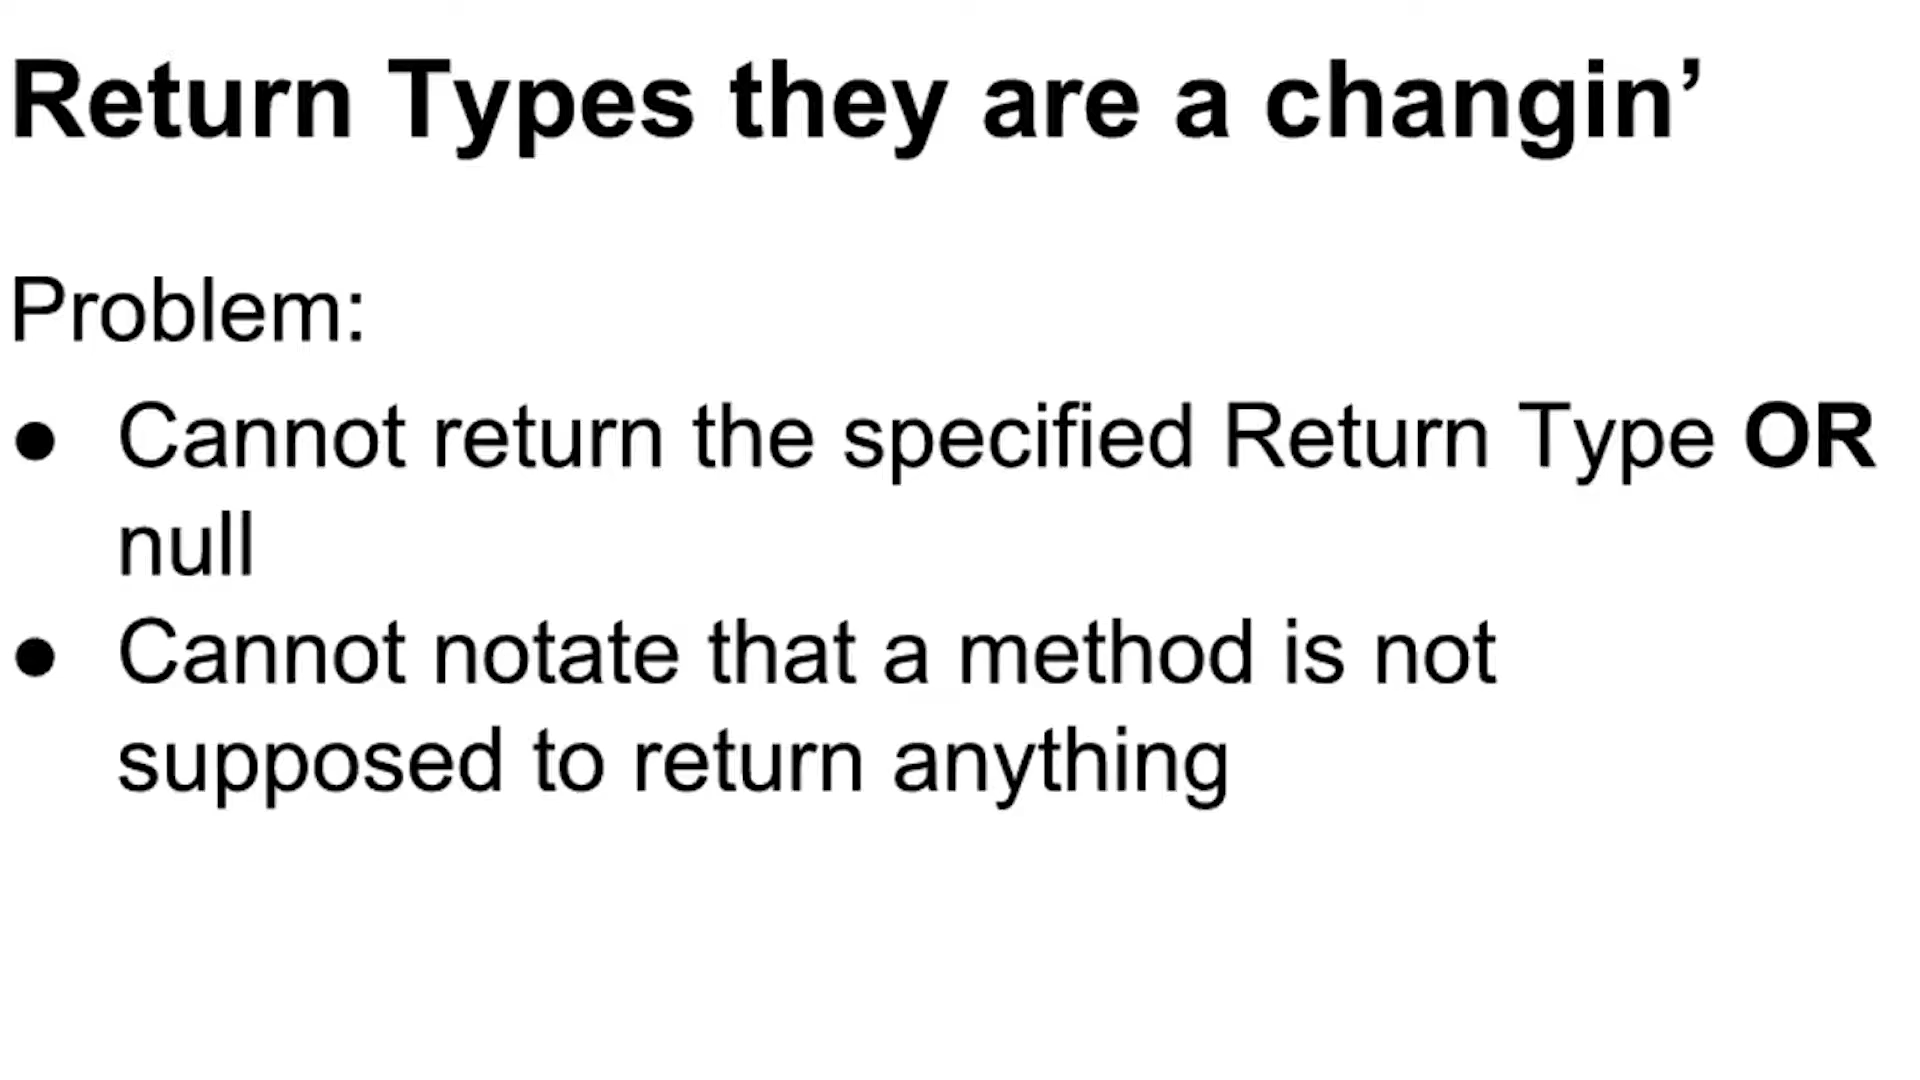 Return Types they are a changin’
Problem:
● Cannot return the specified Return Type OR
null
● Cannot notate that a method is not
supposed to return anything